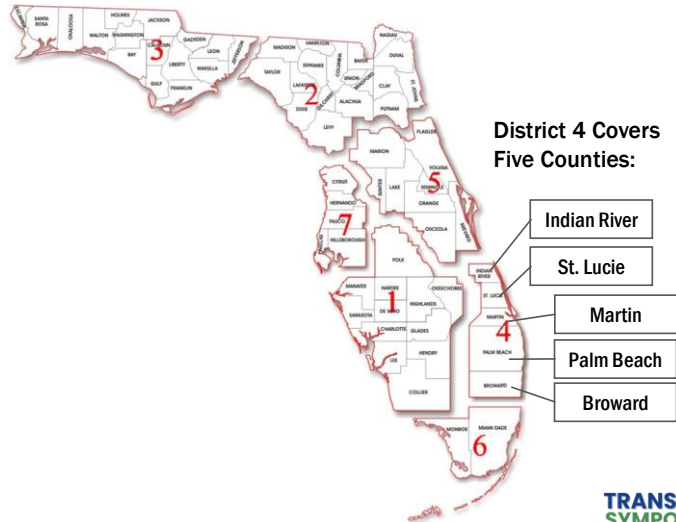 ESCAMBIA
SANTA
ROSA
OKALOOSA
WALTON
HOLMES
WASHINGTON
JACKSON
BAY
CALHOUN
3
GULF
GADSDEN
LIBERTY
FRANKLIN
LEON
WAKULLA
JEFFERSON
MADISON
HAMILTON
TAYLOR
SUWANNEE
LAFAYETTE
2
DIXIE
COLUMBIA
GILCHRIST
LEVY
BAKER
UNION
BRADFORD
ALACHUA
NASSAU
DUVAL
CLAY
ST. JOHNS
PUTNAM
District 4 Covers
Five Counties:
FLAGLER
MARION
VOLUSIA
5
SUMTER
LAKE
SEMINOLE
ORANGE
OSCEOLA
BREVARD
CITRUS
HERNANDO
PASCO
7
PINELLAS
HILLSBOROUGH
POLK
MANATEE
HARDEE
1
OKEECHOBEE
HIGHLANDS
SARASOTA
DE SOTO
CHARLOTTE
GLADES
LEE
HENDRY
COLLIER
INDIAN
RIVER
ST. LUCIE
MARTIN
4
PALM BEACH
BROWARD
Indian River
St. Lucie
Martin
Palm Beach
Broward
MONROE
MIAMI-DADE
6